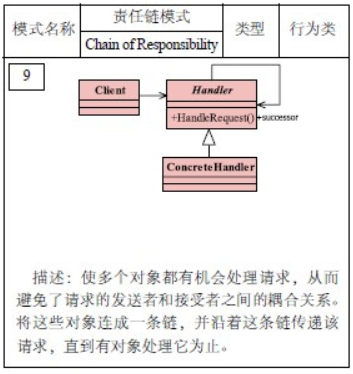 模式名称
责任链模式
Chain of Responsibility
类型
行为类
9
Client
Handler
+HandleRequest()
+successor
ConcreteHandler
描述：使多个对象都有机会处理请求，从而
避免了请求的发送者和接受者之间的耦合关系。
将这些对象连成一条链，并沿着这条链传递该
请求，直到有对象处理它为止。